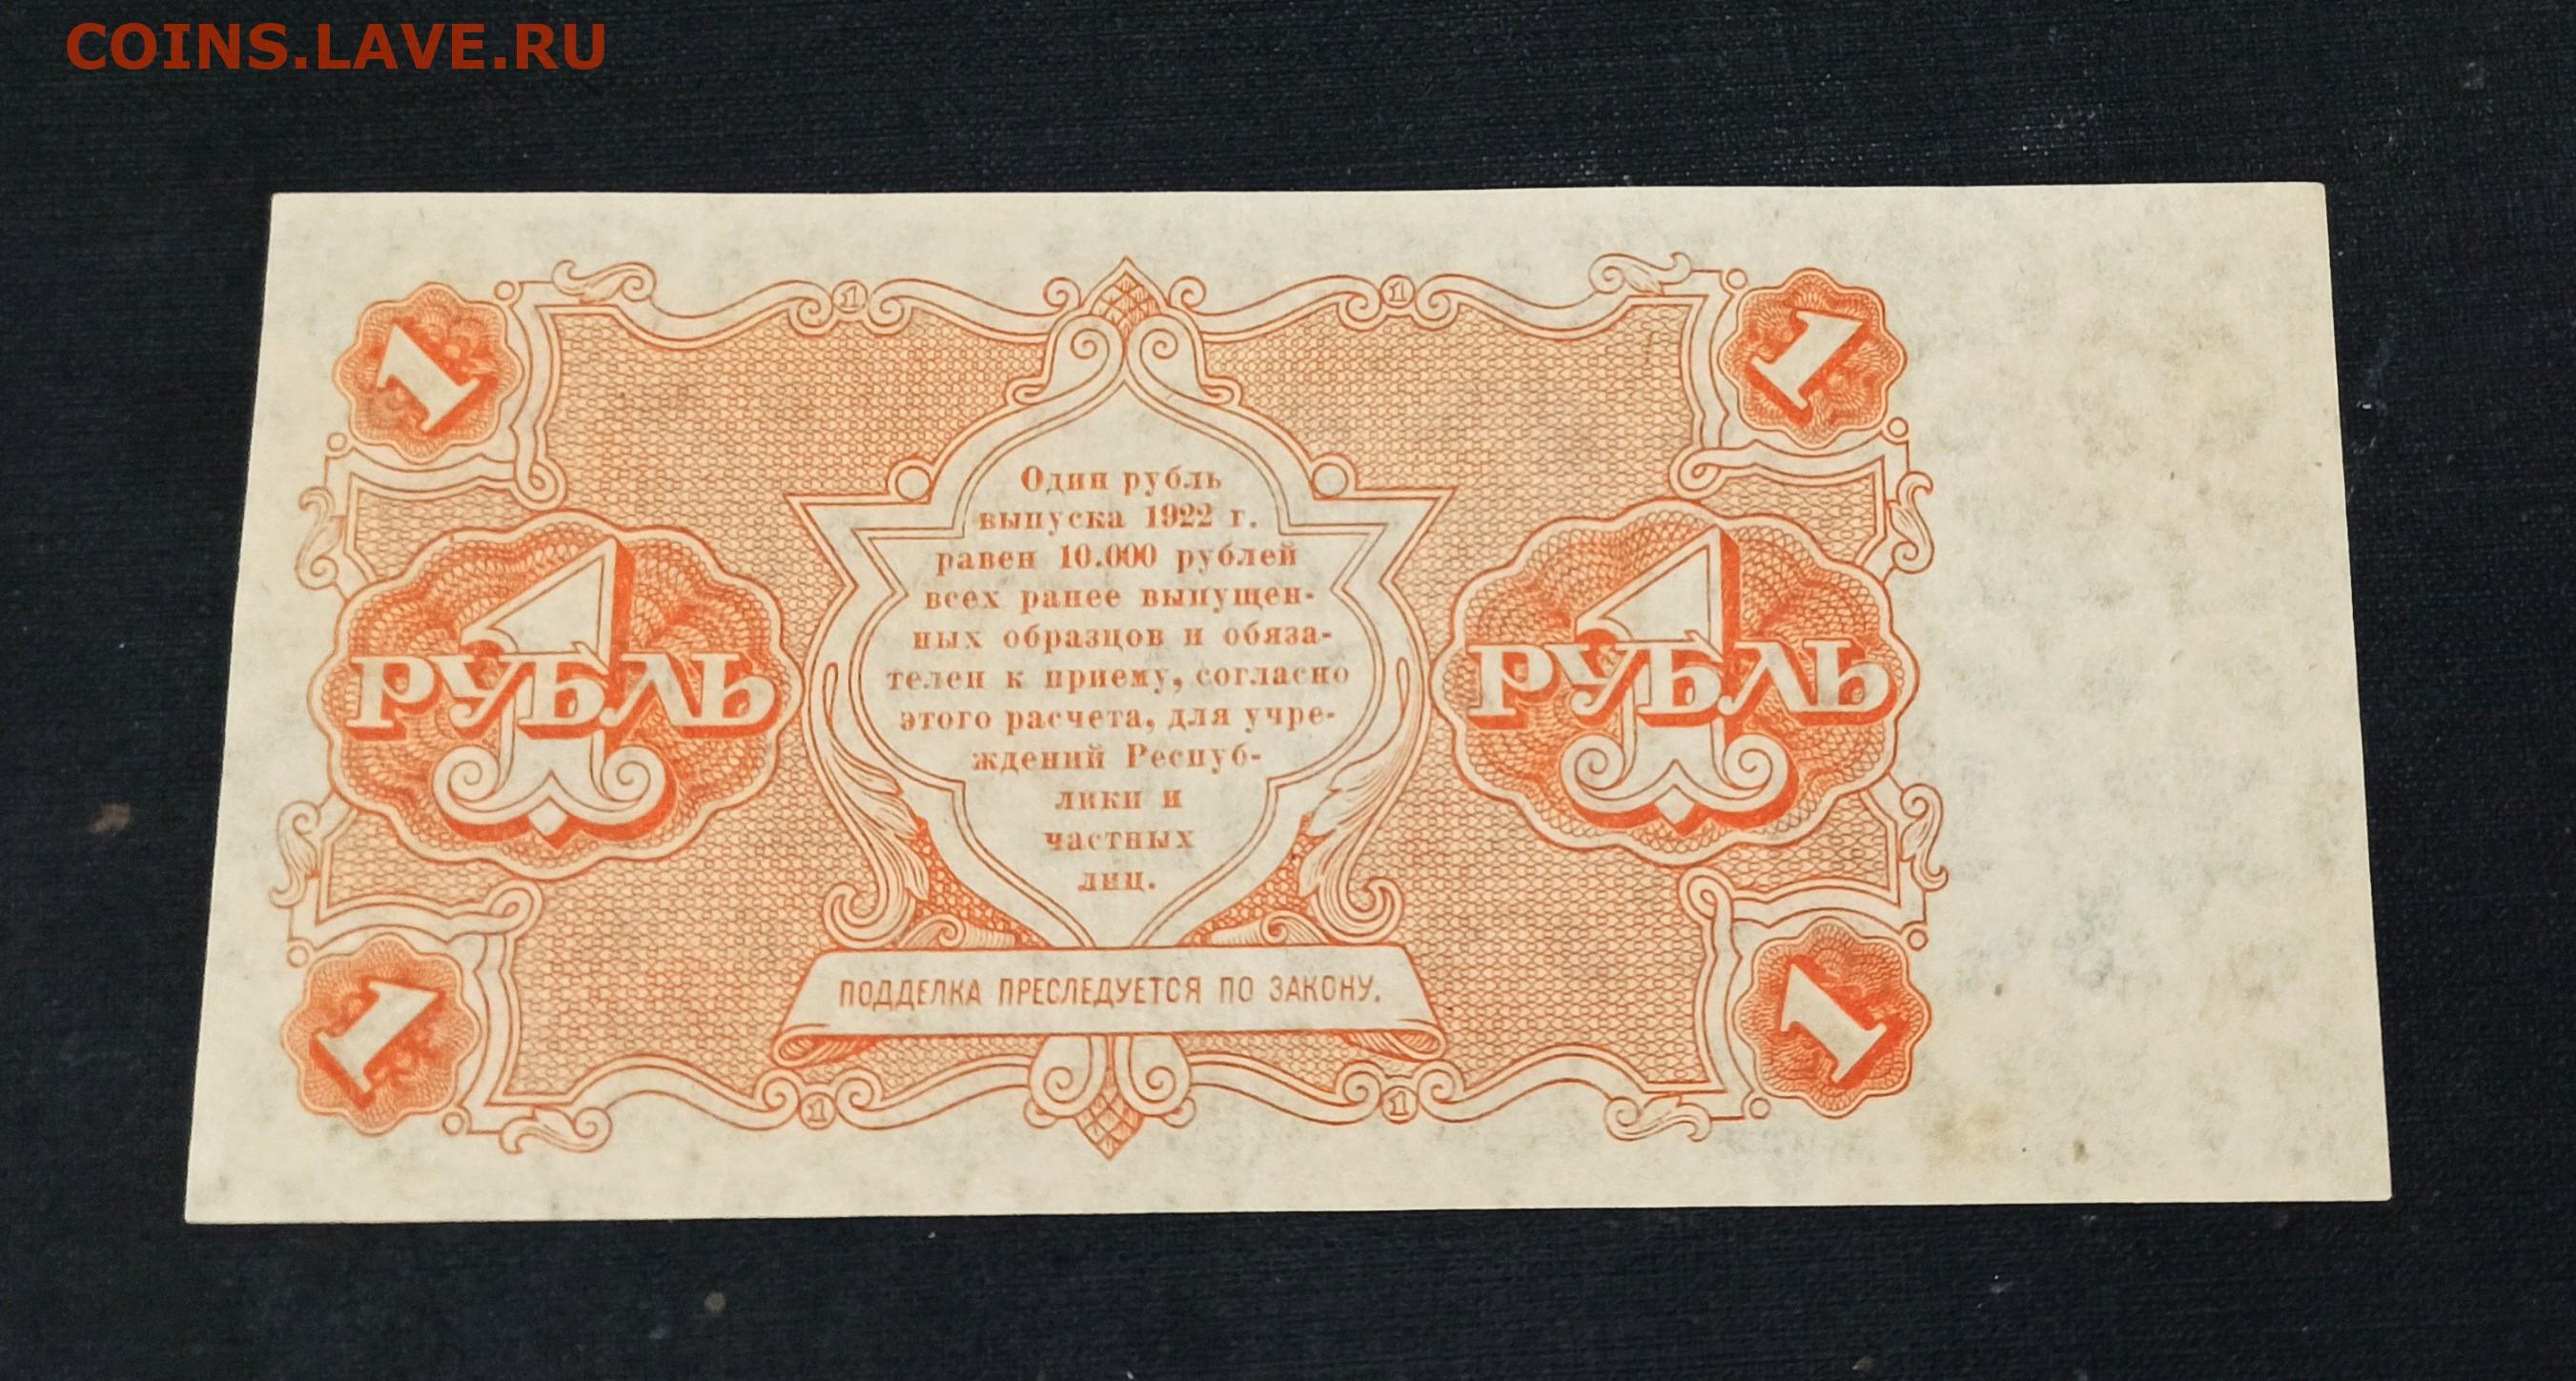 COINS.LAVE.RU
1 1
1 1
Один рубль
выпуска 1922 г.
равен 10.000 рублей
всех ранее выпущен-
ных образцов и обяза-
телен к приему, согласно
этого расчета, для учре-
ждений Респуб-
лики и
частных
лиц.
1
РУБЛЬ
1
РУБЛЬ
ПОДДЕЛКА ПРЕСЛЕДУЕТСЯ ПО ЗАКОНУ.
1 1
1 1